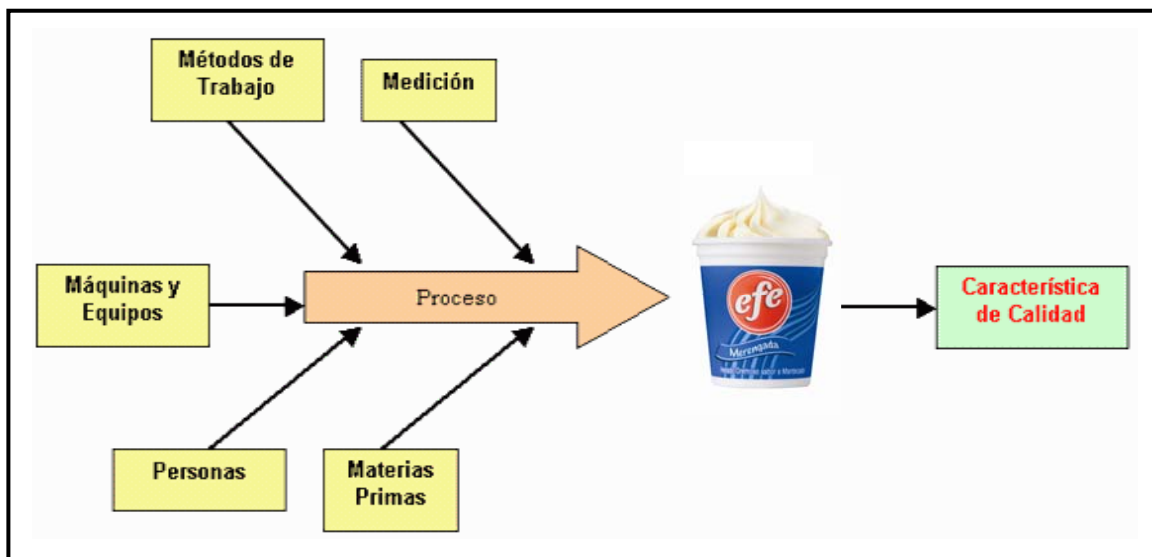 Métodos de
Trabajo
Medición
Máquinas y
Equipos
Proceso
efe
Merengada
Característica
de Calidad
Personas
Materias
Primas